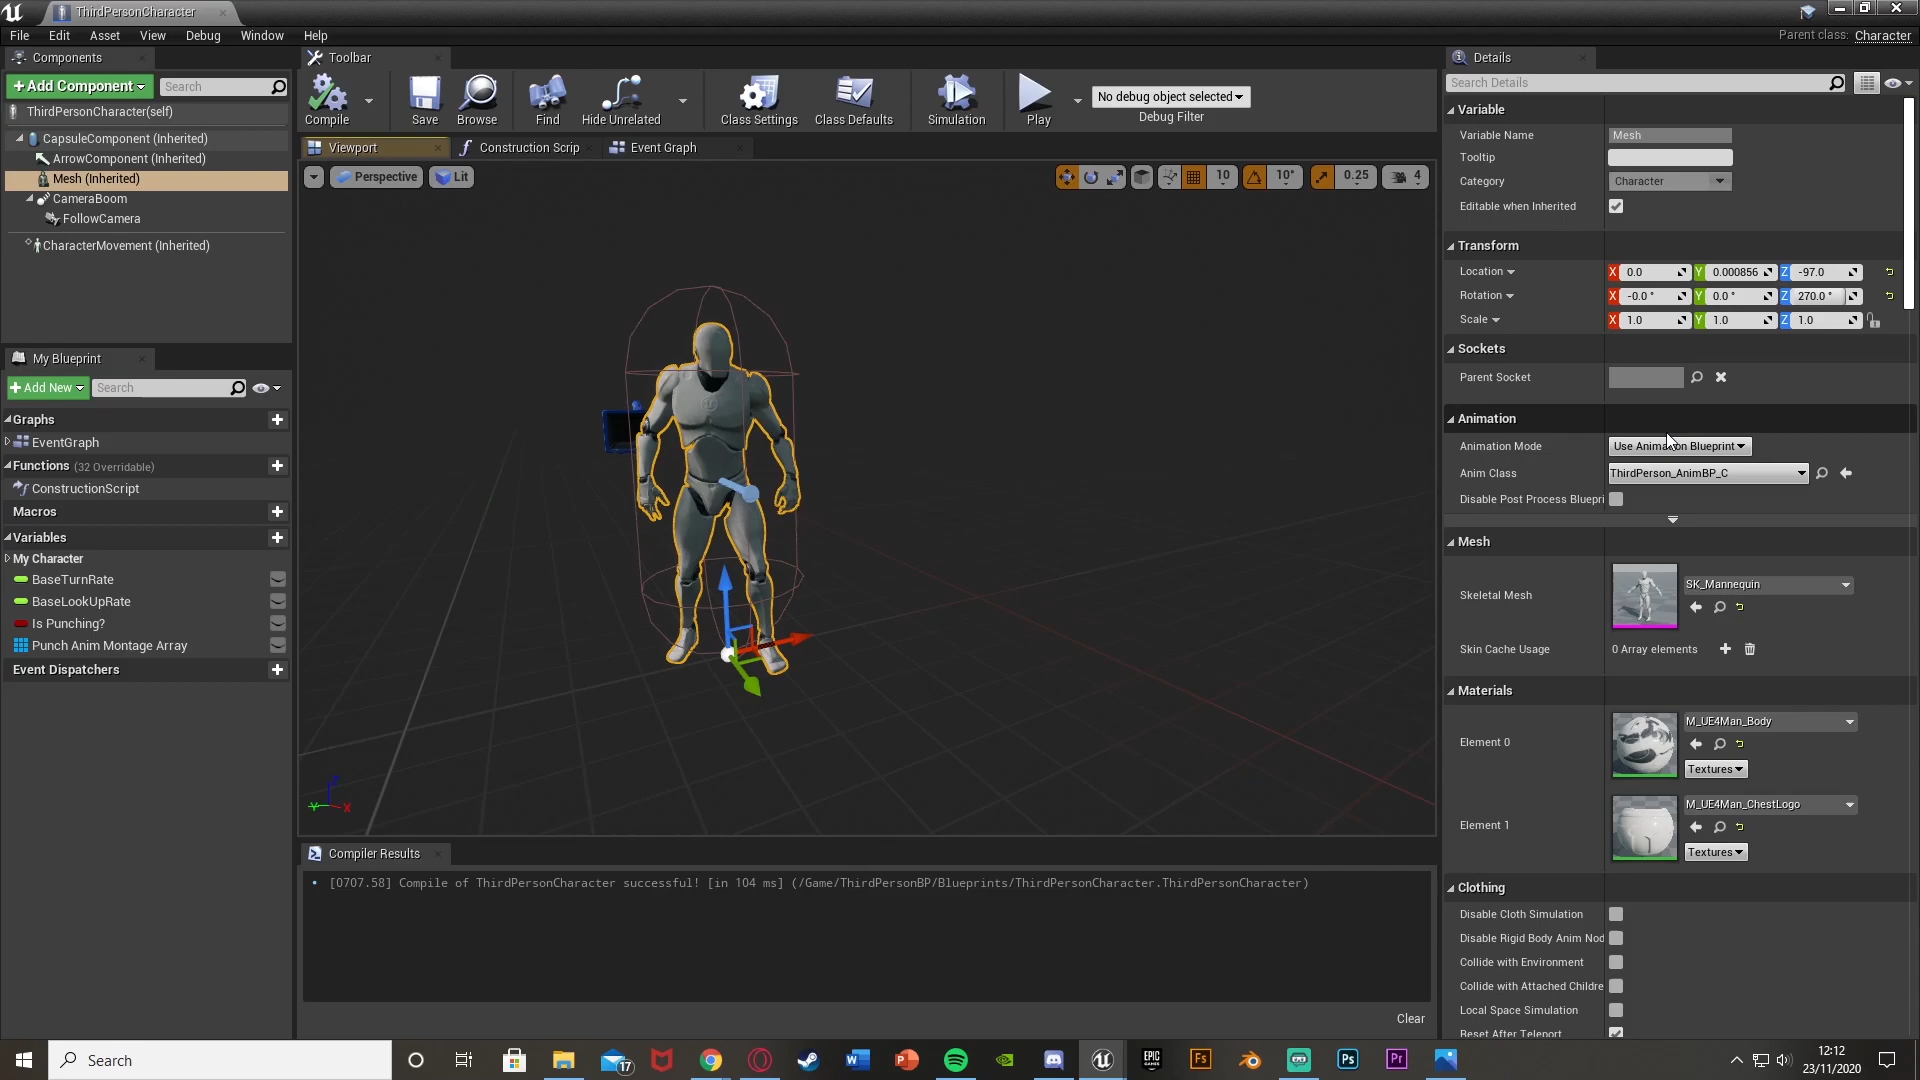 ThirdPersonCharacter
File Edit Asset View Debug Window Help
Parent class: Character
Components
+Add Component
Search
ThirdPersonCharacter(self)
CapsuleComponent (Inherited)
ArrowComponent (Inherited)
Mesh (Inherited)
CameraBoom
FollowCamera
CharacterMovement (Inherited)
My Blueprint
+Add New
Search
Graphs
EventGraph
Functions (32 Overridable)
ConstructionScript
Macros
Variables
My Character
BaseTurnRate
BaseLookUpRate
Is Punching?
Punch Anim Montage Array
Event Dispatchers
Toolbar
Compile Save Browse Find Hide Unrelated Class Settings Class Defaults Simulation Play
No debug object selected
Debug Filter
Viewport Construction Scrip Event Graph
Perspective Lit
10 10° 0.25 4
Z Y X
Compiler Results
• [0707.58] Compile of ThirdPersonCharacter successful! [in 104 ms] (/Game/ThirdPersonBP/Blueprints/ThirdPersonCharacter.ThirdPersonCharacter)
Clear
Details
Search Details
Variable
Variable Name Mesh
Tooltip
Category Character
Editable when Inherited
Transform
Location X 0.0 Y 0.000856 Z -97.0
Rotation X -0.0 ° Y 0.0 ° Z 270.0 °
Scale X 1.0 Y 1.0 Z 1.0
Sockets
Parent Socket
Animation
Animation Mode Use Animation Blueprint
Anim Class ThirdPerson_AnimBP_C
Disable Post Process Bluepri
Mesh
Skeletal Mesh SK_Mannequin
Skin Cache Usage 0 Array elements
Materials
Element 0 M_UE4Man_Body
Textures
Element 1 M_UE4Man_ChestLogo
Textures
Clothing
Disable Cloth Simulation
Disable Rigid Body Anim Nod
Collide with Environment
Collide with Attached Childre
Local Space Simulation
Reset After Teleport
Search
17
EPIC GAMES
Fs
Ps
Pr
12:12
23/11/2020